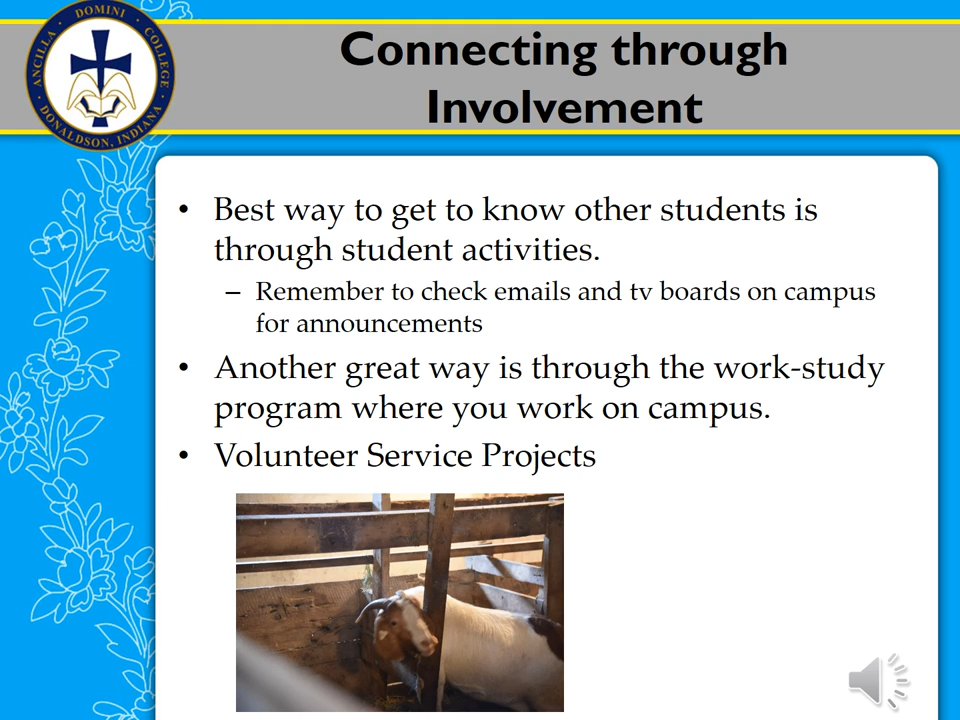 ANCILLA DOMINI COLLEGE
DONALDSON, INDIANA
Connecting through
Involvement
• Best way to get to know other students is
through student activities.
– Remember to check emails and tv boards on campus
for announcements
• Another great way is through the work-study
program where you work on campus.
• Volunteer Service Projects